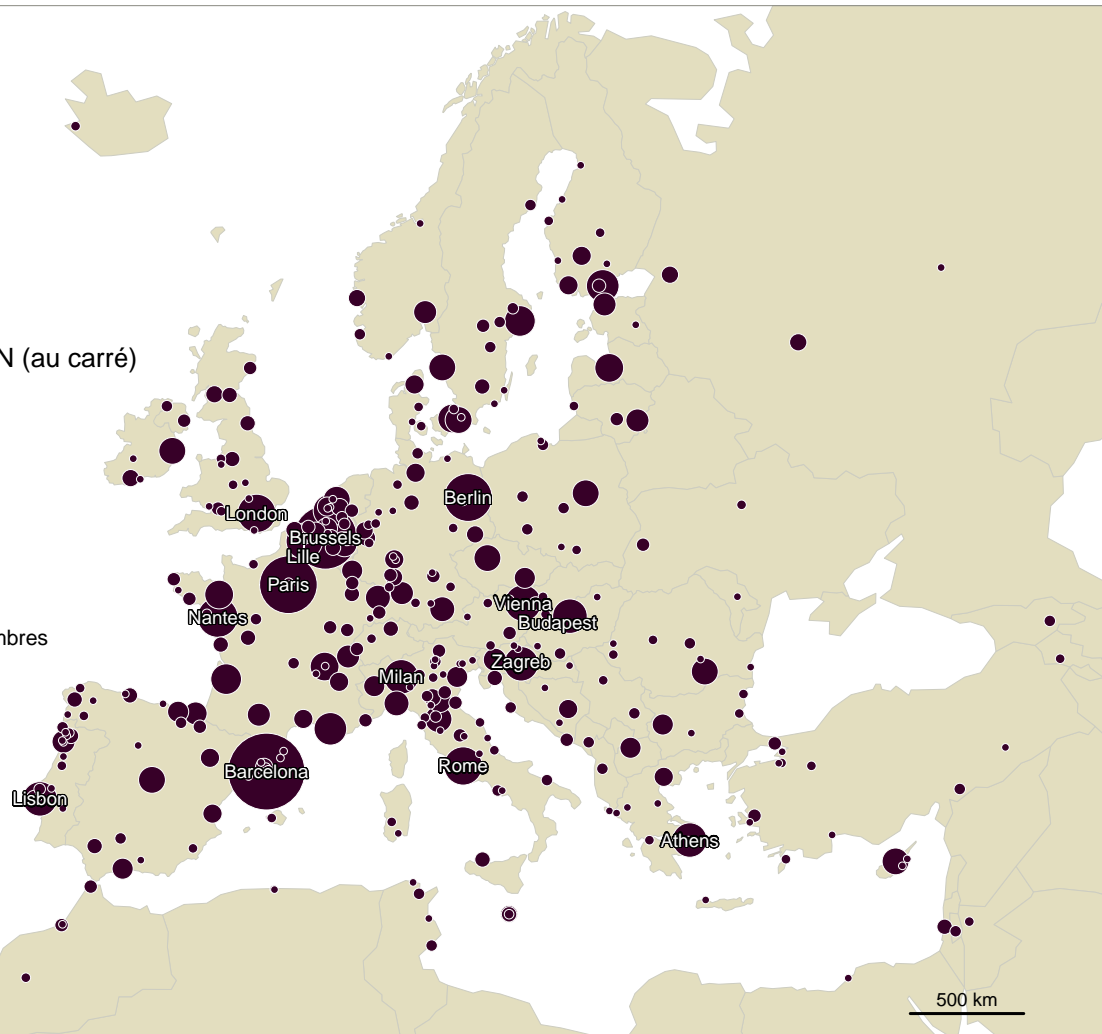 N (au carré)
London
Berlin
Brussels
Lille
Paris
Vienna
Nantes
Budapest
mbres
Zagreb
Milan
Rome
Barcelona
Lisbon
Athens
500 km